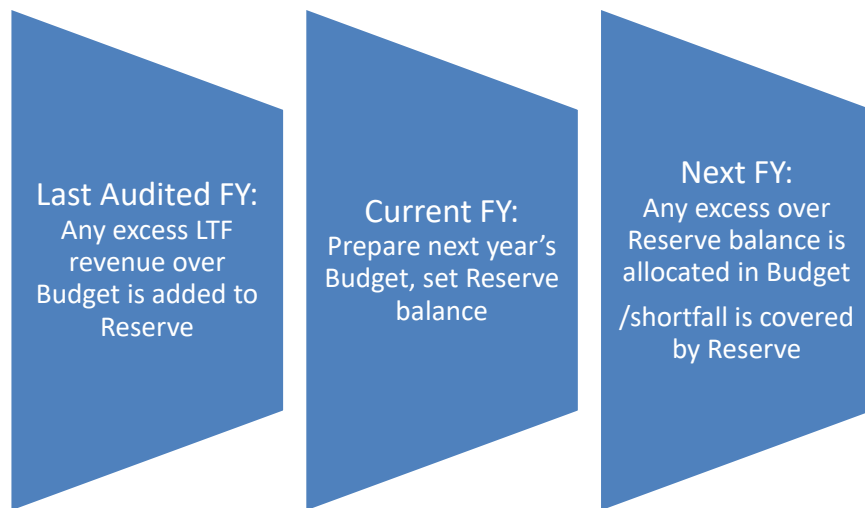 Last Audited FY:
Any excess LTF
revenue over
Budget is added to
Reserve
Current FY:
Prepare next year’s
Budget, set Reserve
balance
Next FY:
Any excess over
Reserve balance is
allocated in Budget
/shortfall is covered
by Reserve